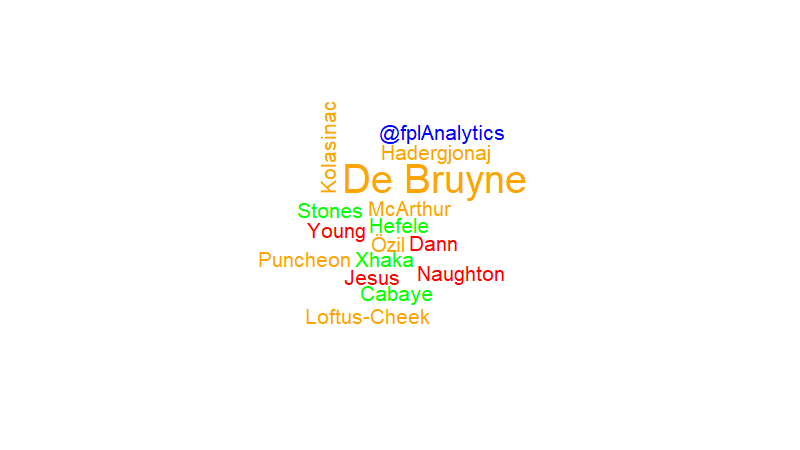 Kolasinac
@fplAnalytics
Hadergjonaj
De Bruyne
Stones
McArthur
Young
Hefele
Özil
Dann
Puncheon
Xhaka
Jesus
Naughton
Cabaye
Loftus-Cheek